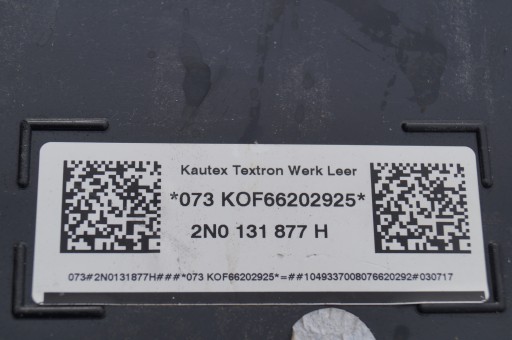 Kautex Textron Werk Leer
*073 KOF66202925*
2N0 131 877 H
073#2N0131877H###*073 KOF66202925*=##1049337008076620292#030717